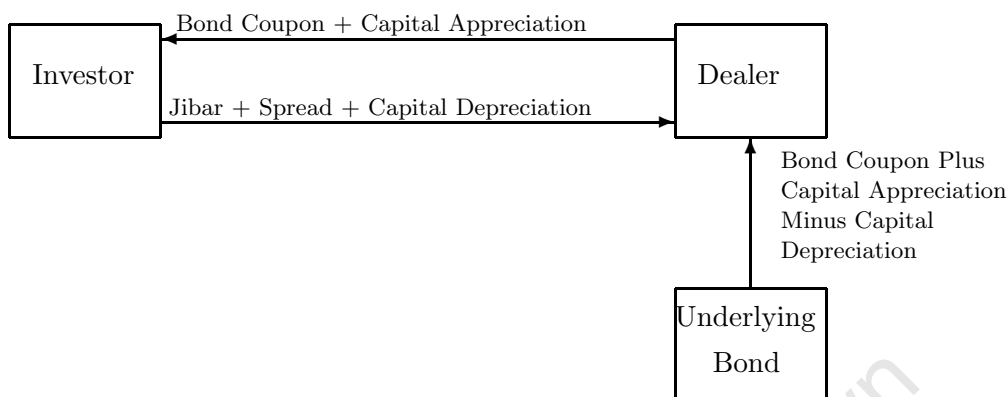 Bond Coupon + Capital Appreciation
Investor
Dealer
Jibar + Spread + Capital Depreciation
Bond Coupon Plus
Capital Appreciation
Minus Capital
Depreciation
Underlying
Bond